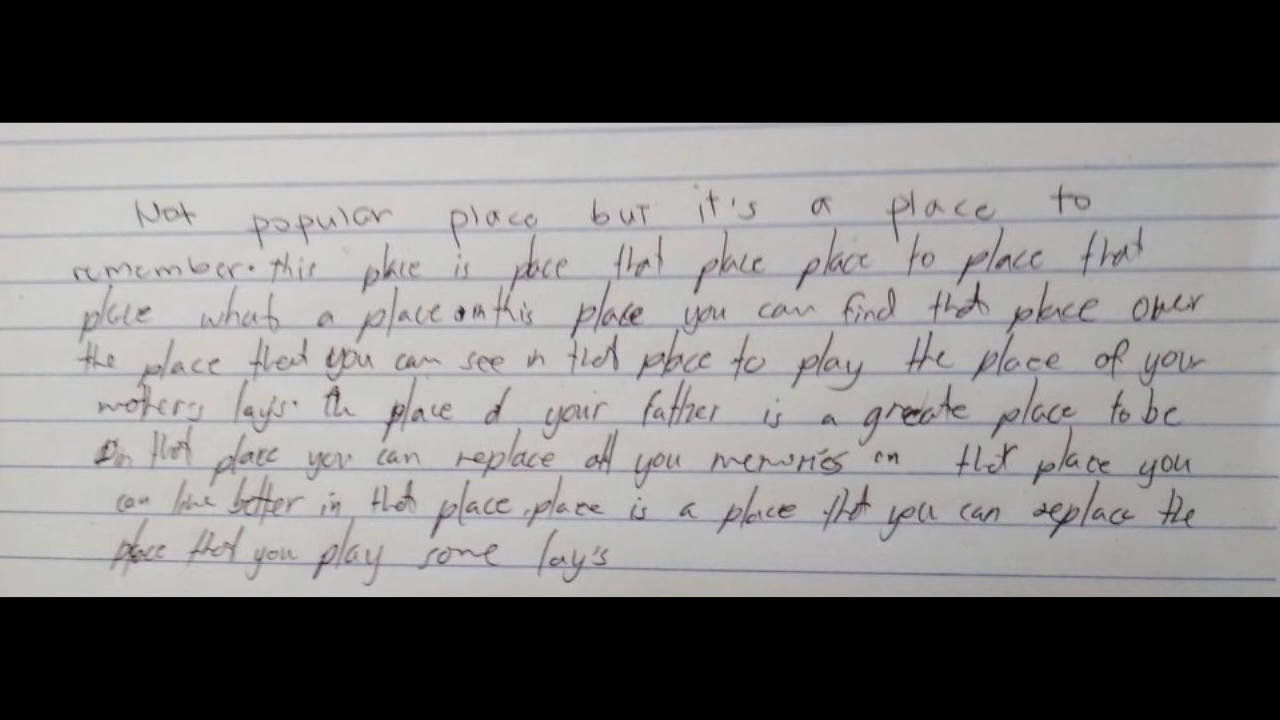 Not popular place but it's a place to
remember. this place is place that place place to place that
place what a place on this place you can find that place over
the place that you can see in that place to play the place of your
moters lay's. the place of your father is a greate place to be
on that place you can replace all you memories on that place you
can live better in that place. place is a place that you can replace the
place that you play some lay's